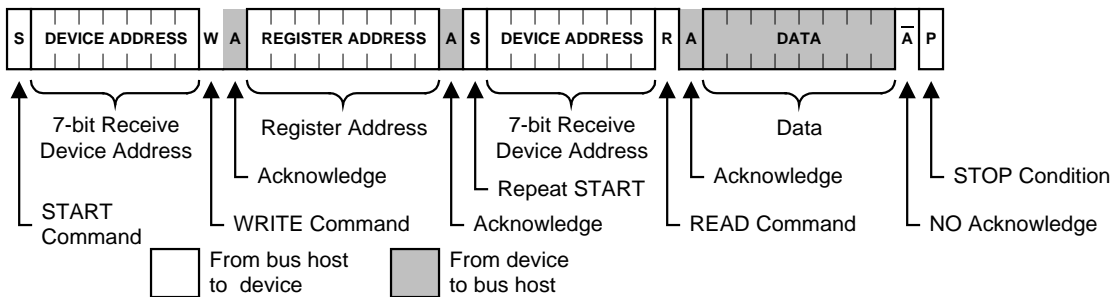 S DEVICE ADDRESS W A REGISTER ADDRESS A S DEVICE ADDRESS R A DATA A̅ P
7-bit Receive
Device Address
Register Address
7-bit Receive
Device Address
Data
Acknowledge
Repeat START
Acknowledge
STOP Condition
START
Command
WRITE Command
Acknowledge
READ Command
NO Acknowledge
From bus host
to device
From device
to bus host